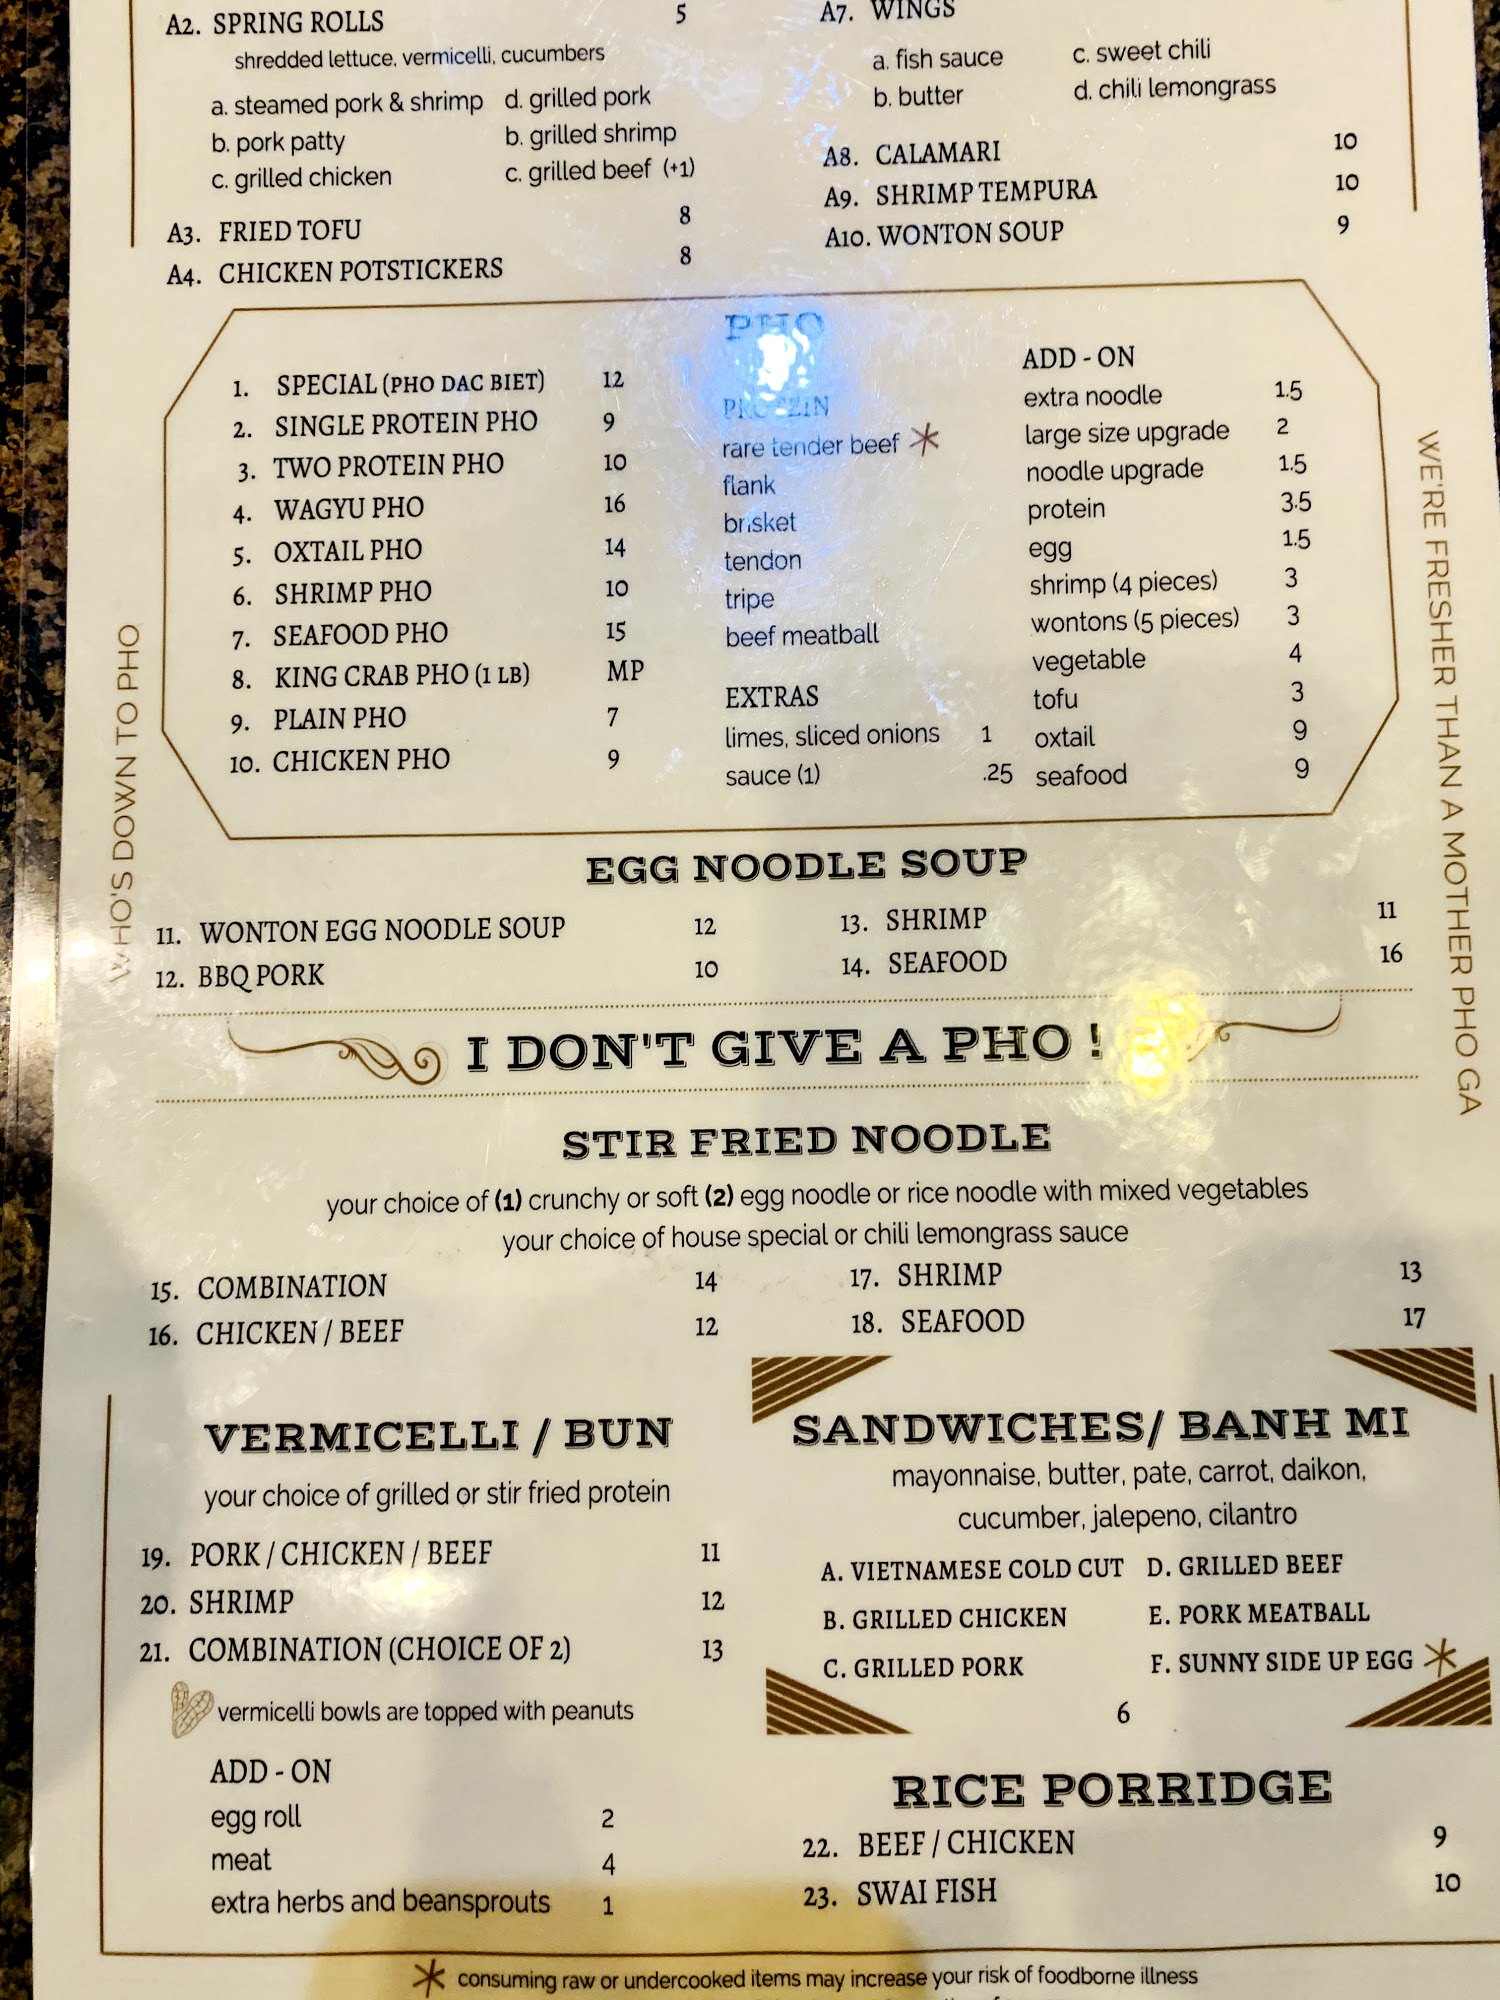 A2. SPRING ROLLS 5
shredded lettuce, vermicelli, cucumbers
a. steamed pork & shrimp d. grilled pork
b. pork patty b. grilled shrimp
c. grilled chicken c. grilled beef (+1)
A3. FRIED TOFU 8
A4. CHICKEN POTSTICKERS 8
A7. WINGS
a. fish sauce c. sweet chili
b. butter d. chili lemongrass
A8. CALAMARI 10
A9. SHRIMP TEMPURA 10
A10. WONTON SOUP 9
PHO
1. SPECIAL (PHO DAC BIET) 12
2. SINGLE PROTEIN PHO 9
3. TWO PROTEIN PHO 10
4. WAGYU PHO 16
5. OXTAIL PHO 14
6. SHRIMP PHO 10
7. SEAFOOD PHO 15
8. KING CRAB PHO (1 LB) MP
9. PLAIN PHO 7
10. CHICKEN PHO 9
PROTEIN
rare tender beef *
flank
brisket
tendon
tripe
beef meatball
EXTRAS
limes, sliced onions 1
sauce (1) .25
ADD - ON
extra noodle 1.5
large size upgrade 2
noodle upgrade 1.5
protein 3.5
egg 1.5
shrimp (4 pieces) 3
wontons (5 pieces) 3
vegetable 4
tofu 3
oxtail 9
seafood 9
WHO'S DOWN TO PHO
WE'RE FRESHER THAN A MOTHER PHO GA
EGG NOODLE SOUP
11. WONTON EGG NOODLE SOUP 12
12. BBQ PORK 10
13. SHRIMP 11
14. SEAFOOD 16
I DON'T GIVE A PHO !
STIR FRIED NOODLE
your choice of (1) crunchy or soft (2) egg noodle or rice noodle with mixed vegetables
your choice of house special or chili lemongrass sauce
15. COMBINATION 14
16. CHICKEN / BEEF 12
17. SHRIMP 13
18. SEAFOOD 17
VERMICELLI / BUN
your choice of grilled or stir fried protein
19. PORK / CHICKEN / BEEF 11
20. SHRIMP 12
21. COMBINATION (CHOICE OF 2) 13
vermicelli bowls are topped with peanuts
ADD - ON
egg roll 2
meat 4
extra herbs and beansprouts 1
SANDWICHES/ BANH MI
mayonnaise, butter, pate, carrot, daikon,
cucumber, jalepeno, cilantro
A. VIETNAMESE COLD CUT D. GRILLED BEEF
B. GRILLED CHICKEN E. PORK MEATBALL
C. GRILLED PORK F. SUNNY SIDE UP EGG *
6
RICE PORRIDGE
22. BEEF / CHICKEN 9
23. SWAI FISH 10
* consuming raw or undercooked items may increase your risk of foodborne illness